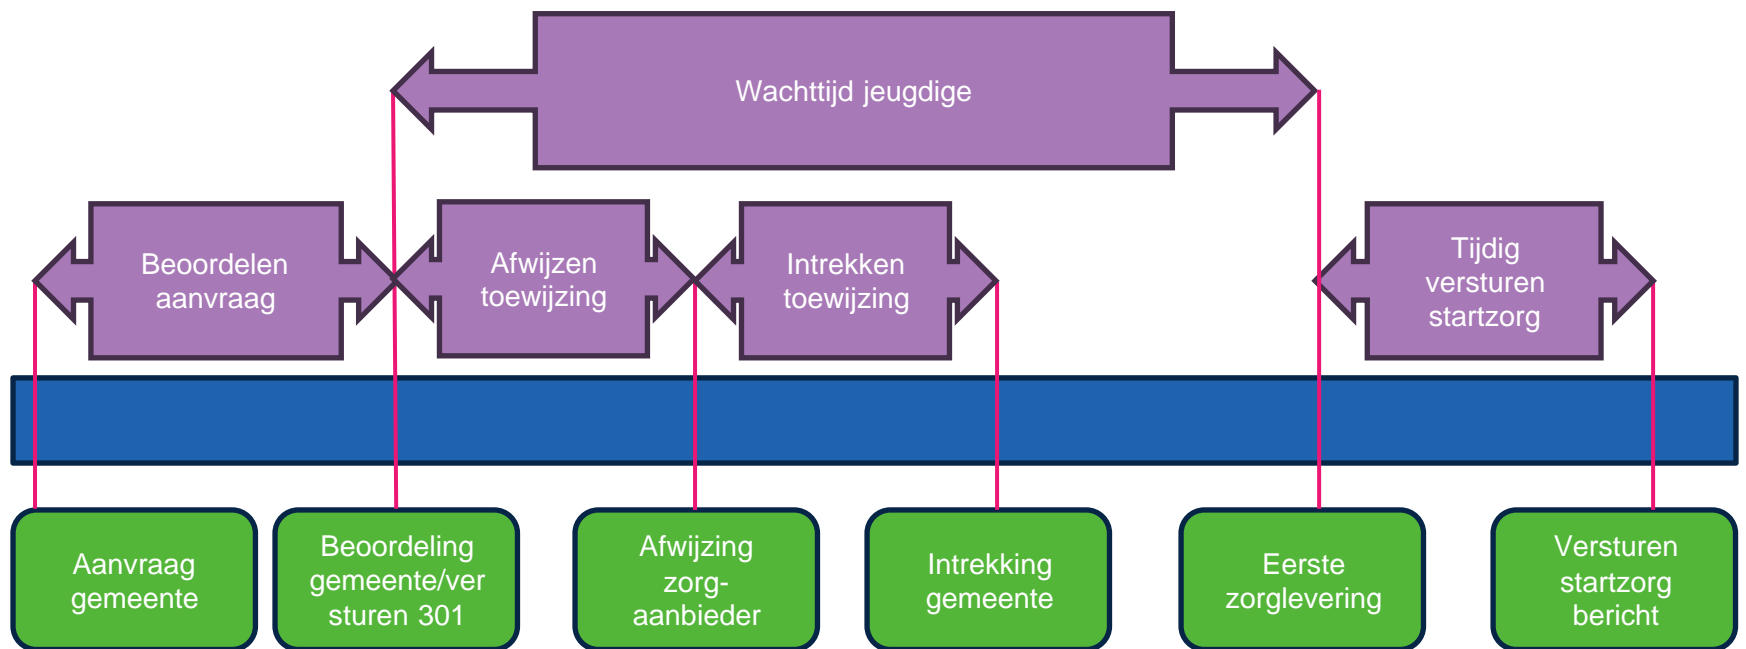 Wachttijd jeugdige
Beoordelen
aanvraag
Afwijzen
toewijzing
Intrekken
toewijzing
Tijdig
versturen
startzorg
Aanvraag
gemeente
Beoordeling
gemeente/ver
sturen 301
Afwijzing
zorg-
aanbieder
Intrekking
gemeente
Eerste
zorglevering
Versturen
startzorg
bericht